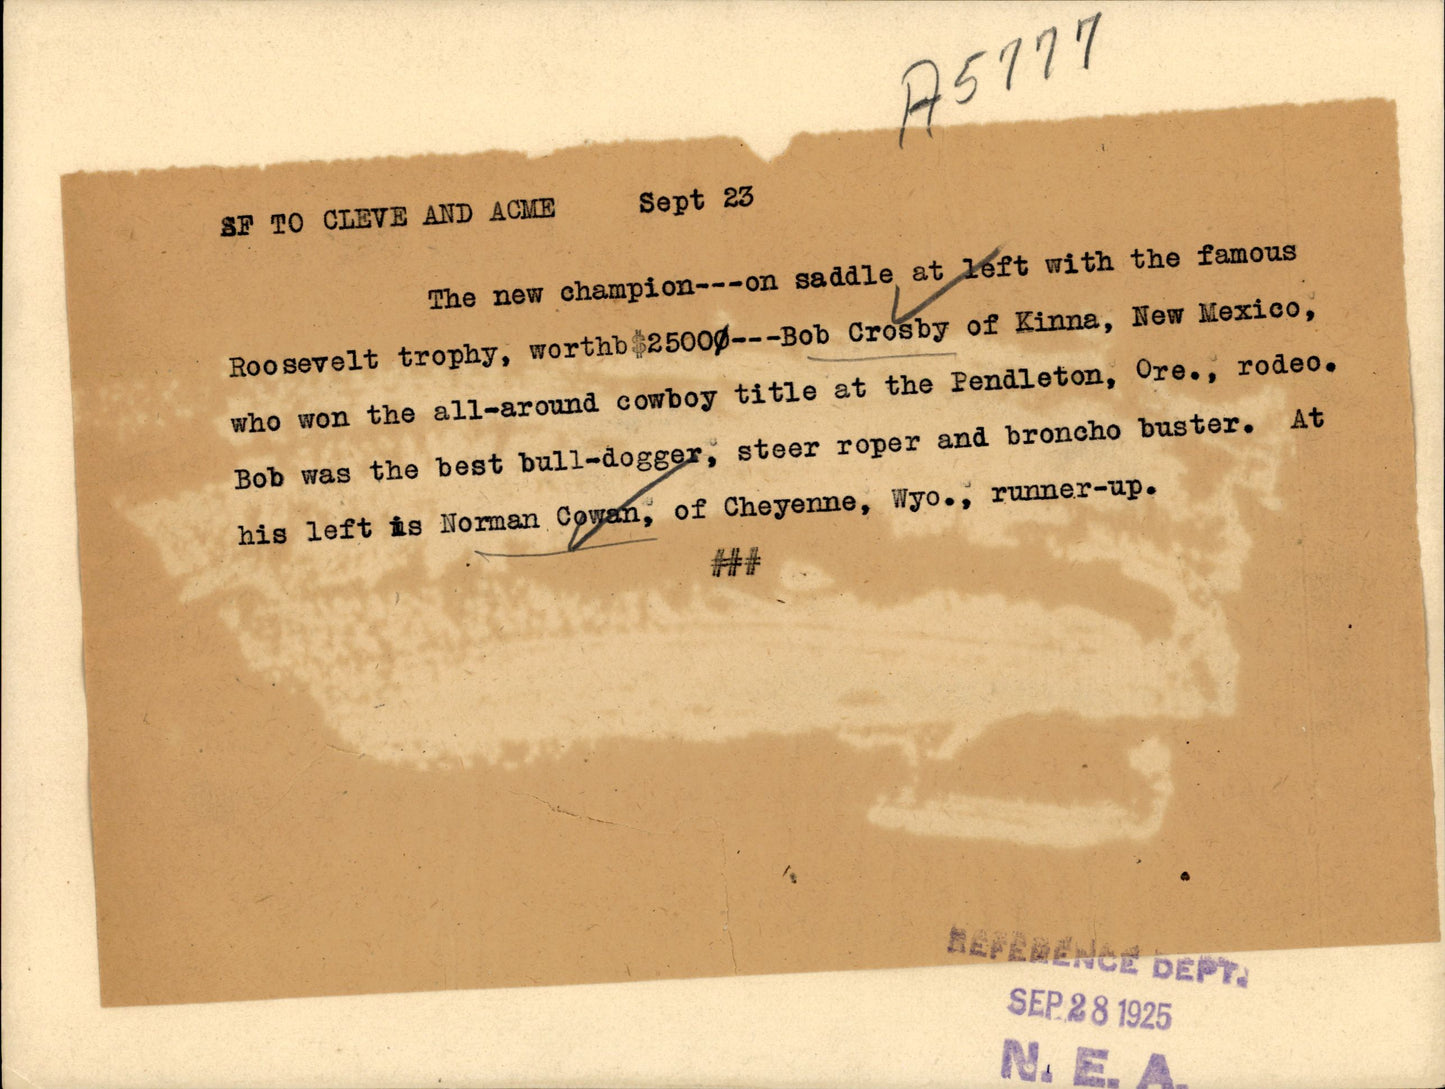 A5777
SF TO CLEVE AND ACME Sept 23
The new champion---on saddle at left with the famous
Roosevelt trophy, worthb$25000---Bob Crosby of Kinna, New Mexico,
who won the all-around cowboy title at the Pendleton, Ore., rodeo.
Bob was the best bull-dogger, steer roper and broncho buster. At
his left is Norman Cowan, of Cheyenne, Wyo., runner-up.
###
REFERENCE DEPT.
SEP 28 1925
N. E. A.